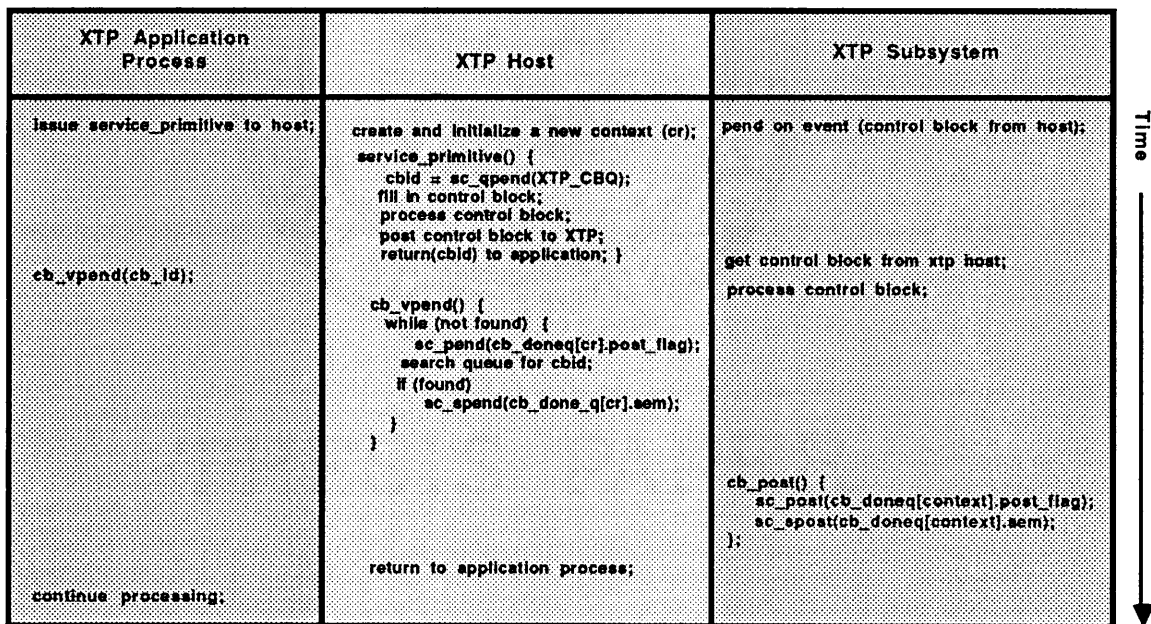 XTP Application
Process
XTP Host
XTP Subsystem
issue service_primitive to host;
cb_vpend(cb_id);
continue processing;
create and initialize a new context (cr);
service_primitive() {
cbid = sc_qpend(XTP_CBQ);
fill in control block;
process control block;
post control block to XTP;
return(cbid) to application; }
cb_vpend() {
while (not found) {
sc_pend(cb_doneq[cr].post_flag);
search queue for cbid;
if (found)
sc_spend(cb_done_q[cr].sem);
}
}
return to application process;
pend on event (control block from host);
get control block from xtp host;
process control block;
cb_post() {
sc_post(cb_doneq[context].post_flag);
sc_spost(cb_doneq[context].sem);
};
Time